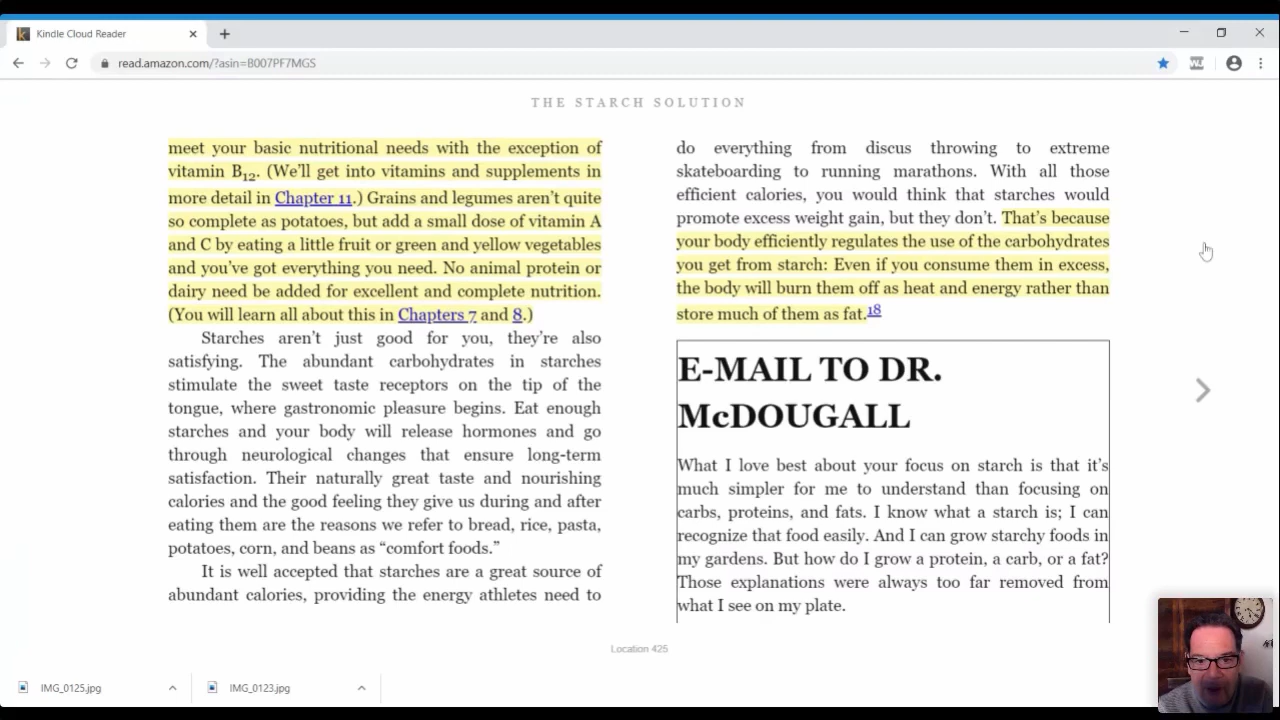 Kindle Cloud Reader
read.amazon.com/?asin=B007PF7MGS
THE STARCH SOLUTION
meet your basic nutritional needs with the exception of
vitamin B12. (We'll get into vitamins and supplements in
more detail in Chapter 11.) Grains and legumes aren't quite
so complete as potatoes, but add a small dose of vitamin A
and C by eating a little fruit or green and yellow vegetables
and you've got everything you need. No animal protein or
dairy need be added for excellent and complete nutrition.
(You will learn all about this in Chapters 7 and 8.)
Starches aren't just good for you, they're also
satisfying. The abundant carbohydrates in starches
stimulate the sweet taste receptors on the tip of the
tongue, where gastronomic pleasure begins. Eat enough
starches and your body will release hormones and go
through neurological changes that ensure long-term
satisfaction. Their naturally great taste and nourishing
calories and the good feeling they give us during and after
eating them are the reasons we refer to bread, rice, pasta,
potatoes, corn, and beans as “comfort foods.”
It is well accepted that starches are a great source of
abundant calories, providing the energy athletes need to
do everything from discus throwing to extreme
skateboarding to running marathons. With all those
efficient calories, you would think that starches would
promote excess weight gain, but they don't. That's because
your body efficiently regulates the use of the carbohydrates
you get from starch: Even if you consume them in excess,
the body will burn them off as heat and energy rather than
store much of them as fat.18
E-MAIL TO DR.
McDOUGALL
What I love best about your focus on starch is that it's
much simpler for me to understand than focusing on
carbs, proteins, and fats. I know what a starch is; I can
recognize that food easily. And I can grow starchy foods in
my gardens. But how do I grow a protein, a carb, or a fat?
Those explanations were always too far removed from
what I see on my plate.
Location 425
IMG_0125.jpg
IMG_0123.jpg